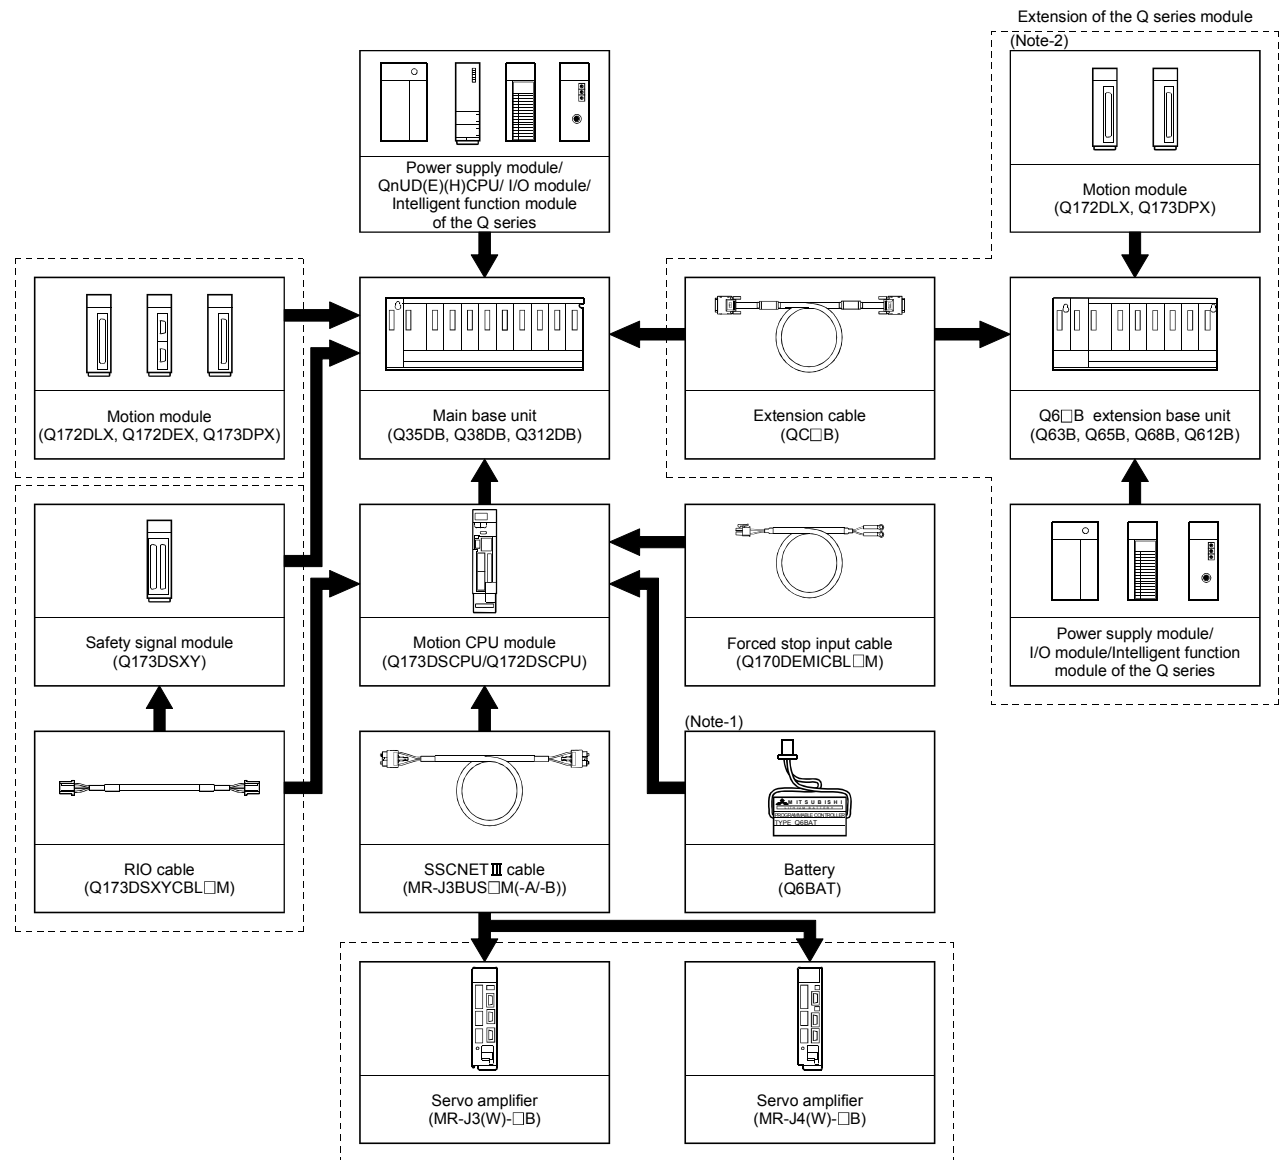 Extension of the Q series module
(Note-2)
Power supply module/
QnUD(E)(H)CPU/ I/O module/
Intelligent function module
of the Q series
Motion module
(Q172DLX, Q173DPX)
Motion module
(Q172DLX, Q172DEX, Q173DPX)
Main base unit
(Q35DB, Q38DB, Q312DB)
Extension cable
(QC□B)
Q6□B extension base unit
(Q63B, Q65B, Q68B, Q612B)
Safety signal module
(Q173DSXY)
Motion CPU module
(Q173DSCPU/Q172DSCPU)
Forced stop input cable
(Q170DEMICBL□M)
Power supply module/
I/O module/Intelligent function
module of the Q series
(Note-1)
MITSUBISHI
PROGRAMMABLE CONTROLLER
TYPE Q6BAT
RIO cable
(Q173DSXYCBL□M)
SSCNETⅢ cable
(MR-J3BUS□M(-A/-B))
Battery
(Q6BAT)
Servo amplifier
(MR-J3(W)-□B)
Servo amplifier
(MR-J4(W)-□B)